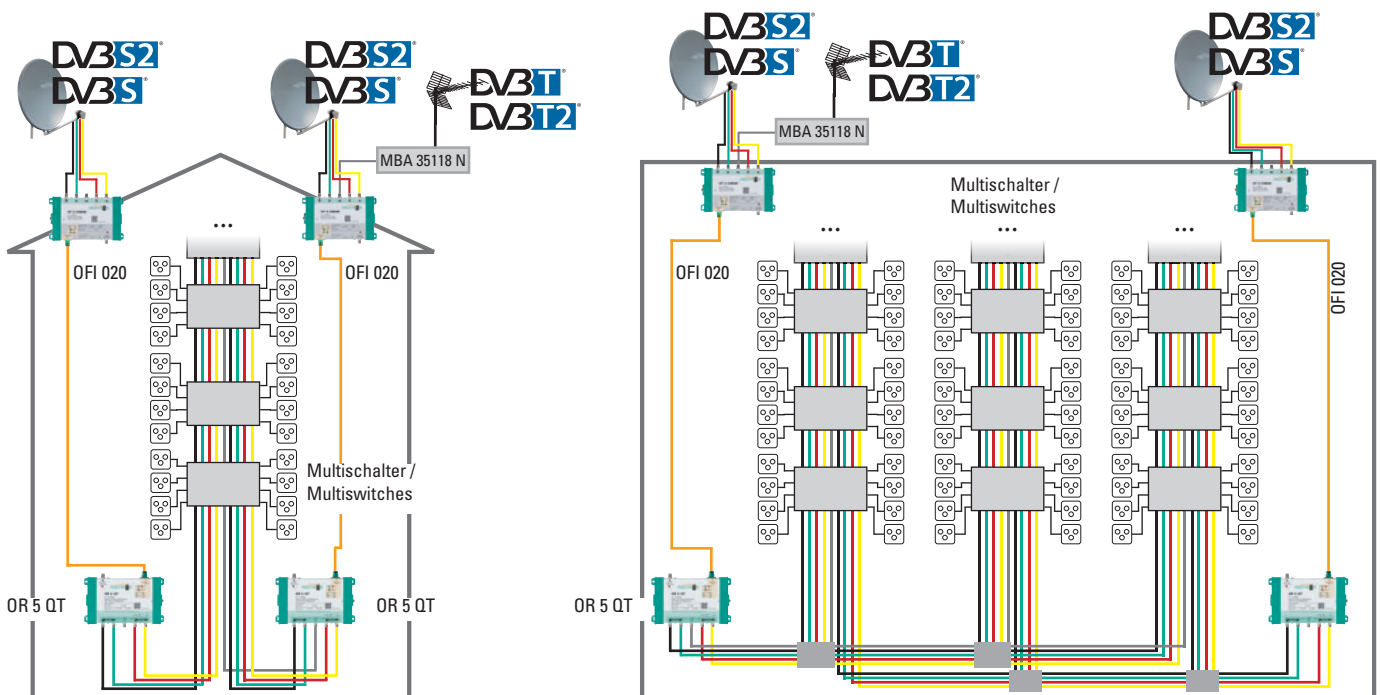 DVB S2
DVB S
DVB S2
DVB S
DVB T
DVB T2
MBA 35118 N
...
OFI 020
OFI 020
Multischalter /
Multiswitches
OR 5 QT
OR 5 QT
DVB S2
DVB S
DVB T
DVB T2
MBA 35118 N
DVB S2
DVB S
Multischalter /
Multiswitches
...
...
...
OFI 020
OFI 020
OR 5 QT